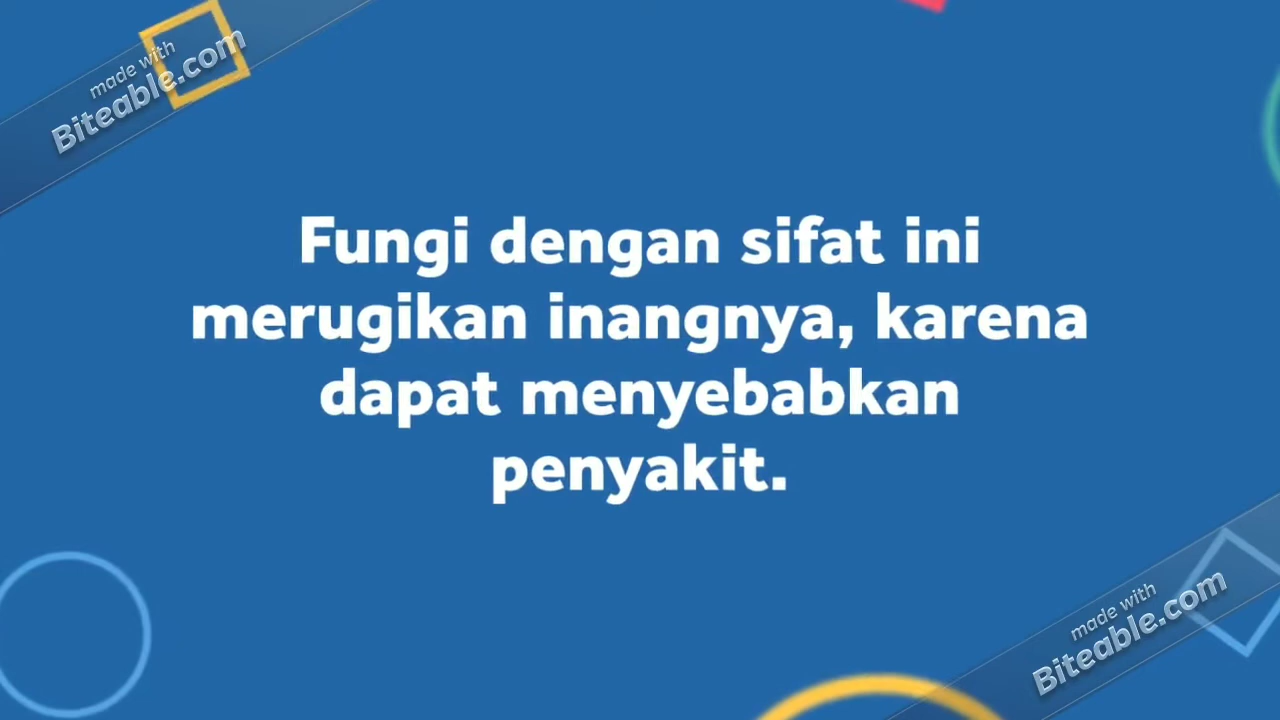 made with
Biteable.com
Fungi dengan sifat ini
merugikan inangnya, karena
dapat menyebabkan
penyakit.
made with
Biteable.com